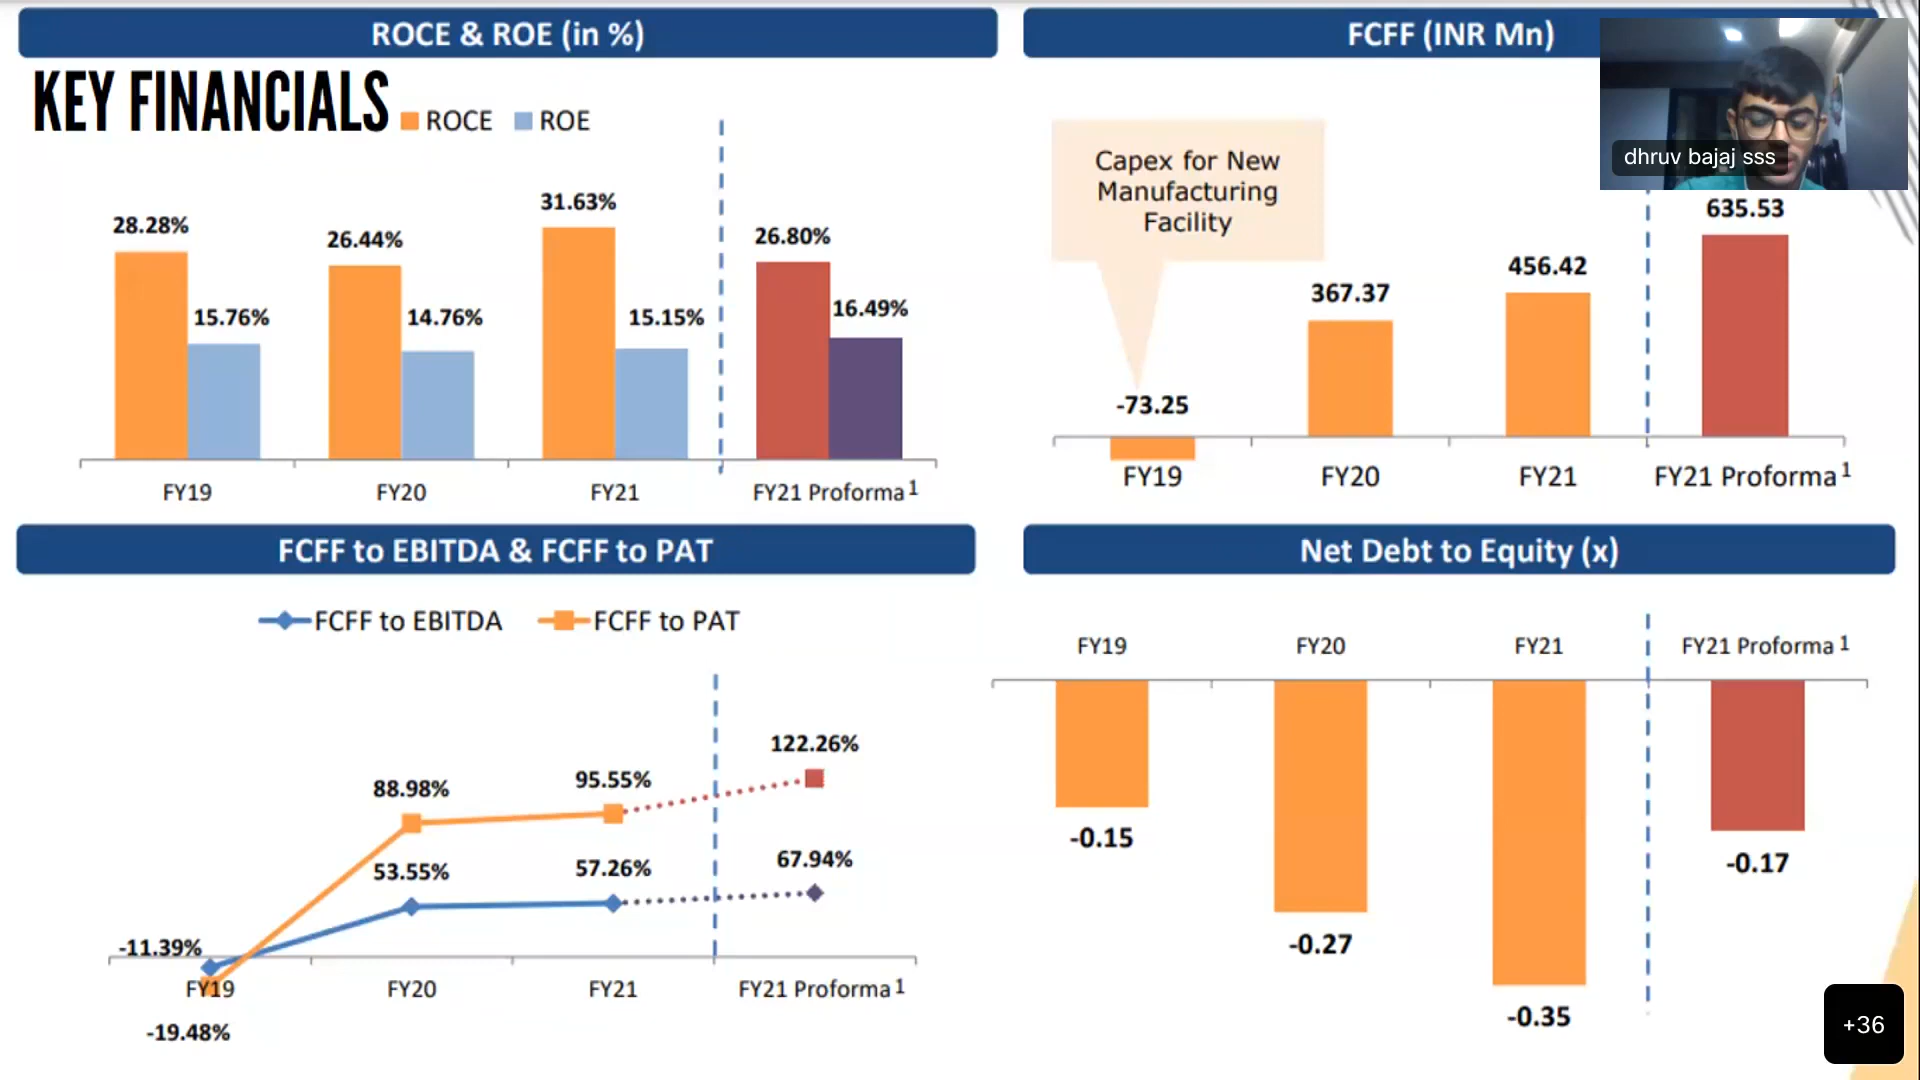 ROCE & ROE (in %)
KEY FINANCIALS
ROCE ROE
28.28%
15.76%
26.44%
14.76%
31.63%
15.15%
26.80%
16.49%
FY19 FY20 FY21 FY21 Proforma 1
FCFF (INR Mn)
dhruv bajaj sss
Capex for New
Manufacturing
Facility
-73.25
367.37
456.42
635.53
FY19 FY20 FY21 FY21 Proforma 1
FCFF to EBITDA & FCFF to PAT
FCFF to EBITDA FCFF to PAT
122.26%
88.98%
95.55%
53.55%
57.26%
67.94%
-11.39%
FY19 FY20 FY21 FY21 Proforma 1
-19.48%
Net Debt to Equity (x)
FY19 FY20 FY21 FY21 Proforma 1
-0.15
-0.27
-0.35
-0.17
+36